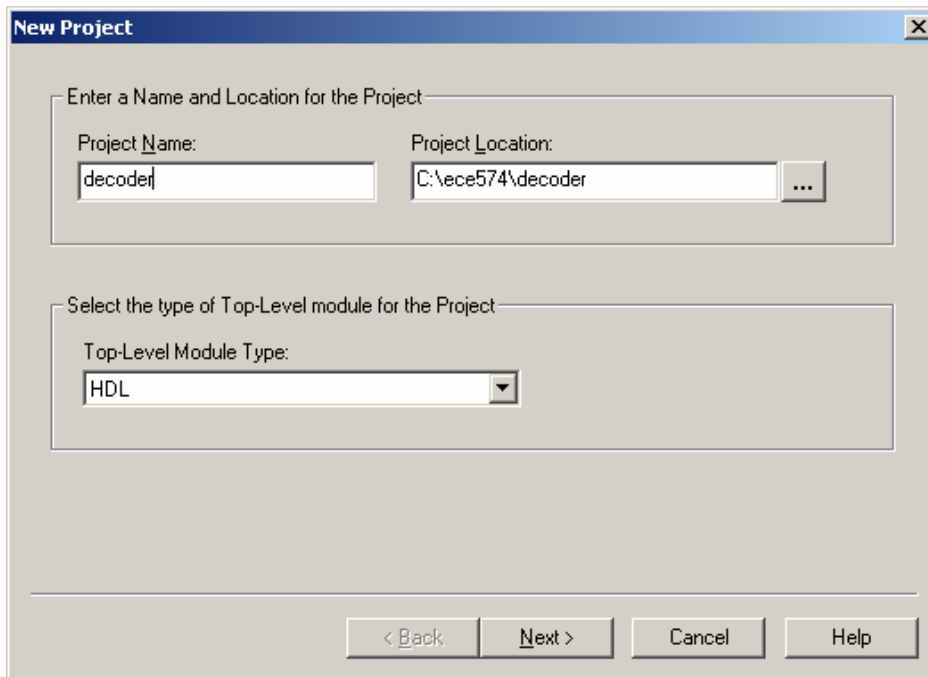 New Project
Enter a Name and Location for the Project
Project Name: Project Location:
decoder C:\ece574\decoder ...
Select the type of Top-Level module for the Project
Top-Level Module Type:
HDL
< Back Next > Cancel Help